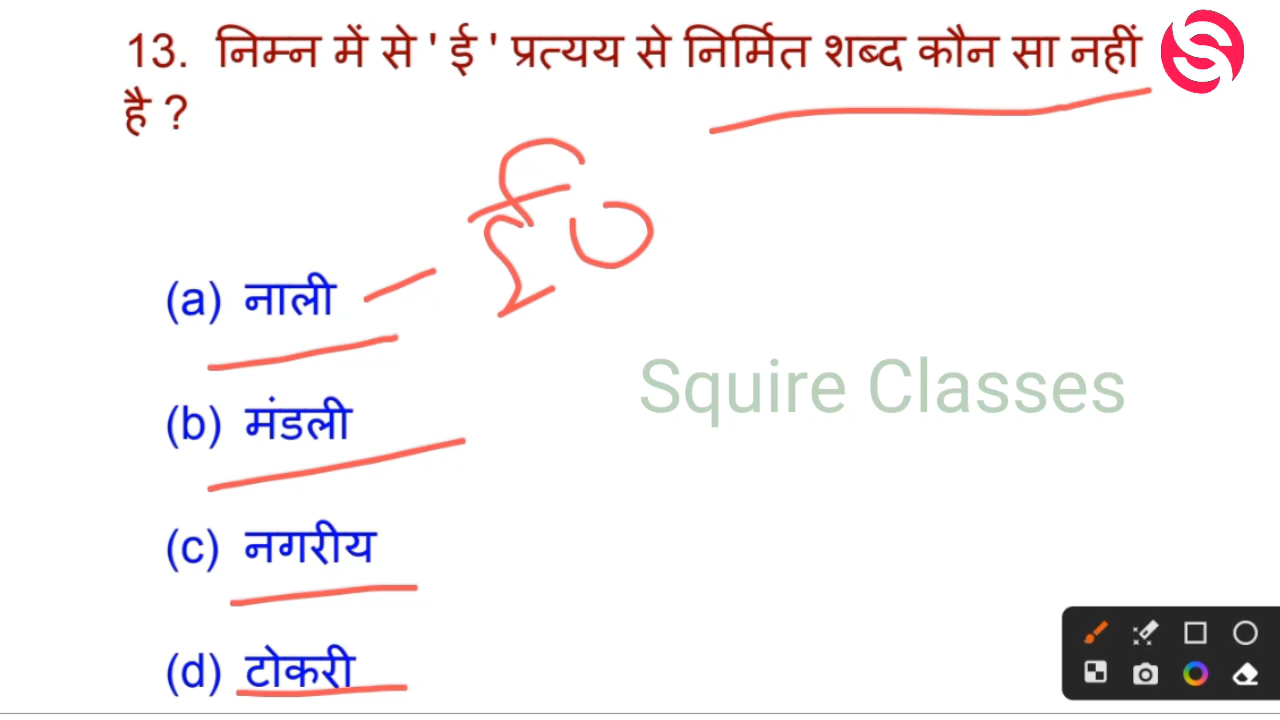 13. निम्न में से ' ई ' प्रत्यय से निर्मित शब्द कौन सा नहीं
है ?
ई
(a) नाली
Squire Classes
(b) मंडली
(c) नगरीय
(d) टोकरी